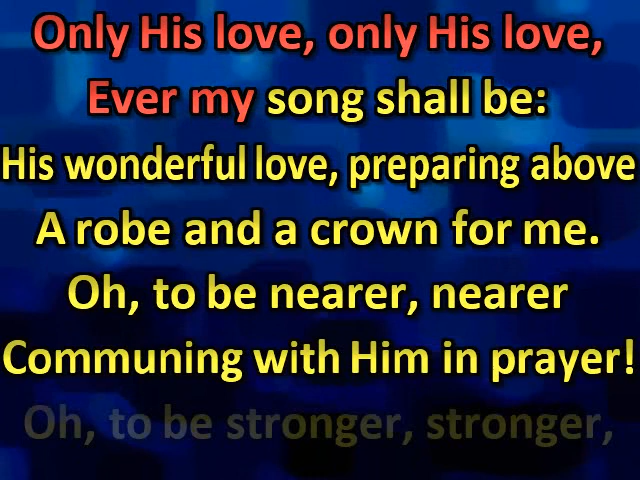 Only His love, only His love,
Ever my song shall be:
His wonderful love, preparing above
A robe and a crown for me.
Oh, to be nearer, nearer
Communing with Him in prayer!
Oh, to be stronger, stronger,